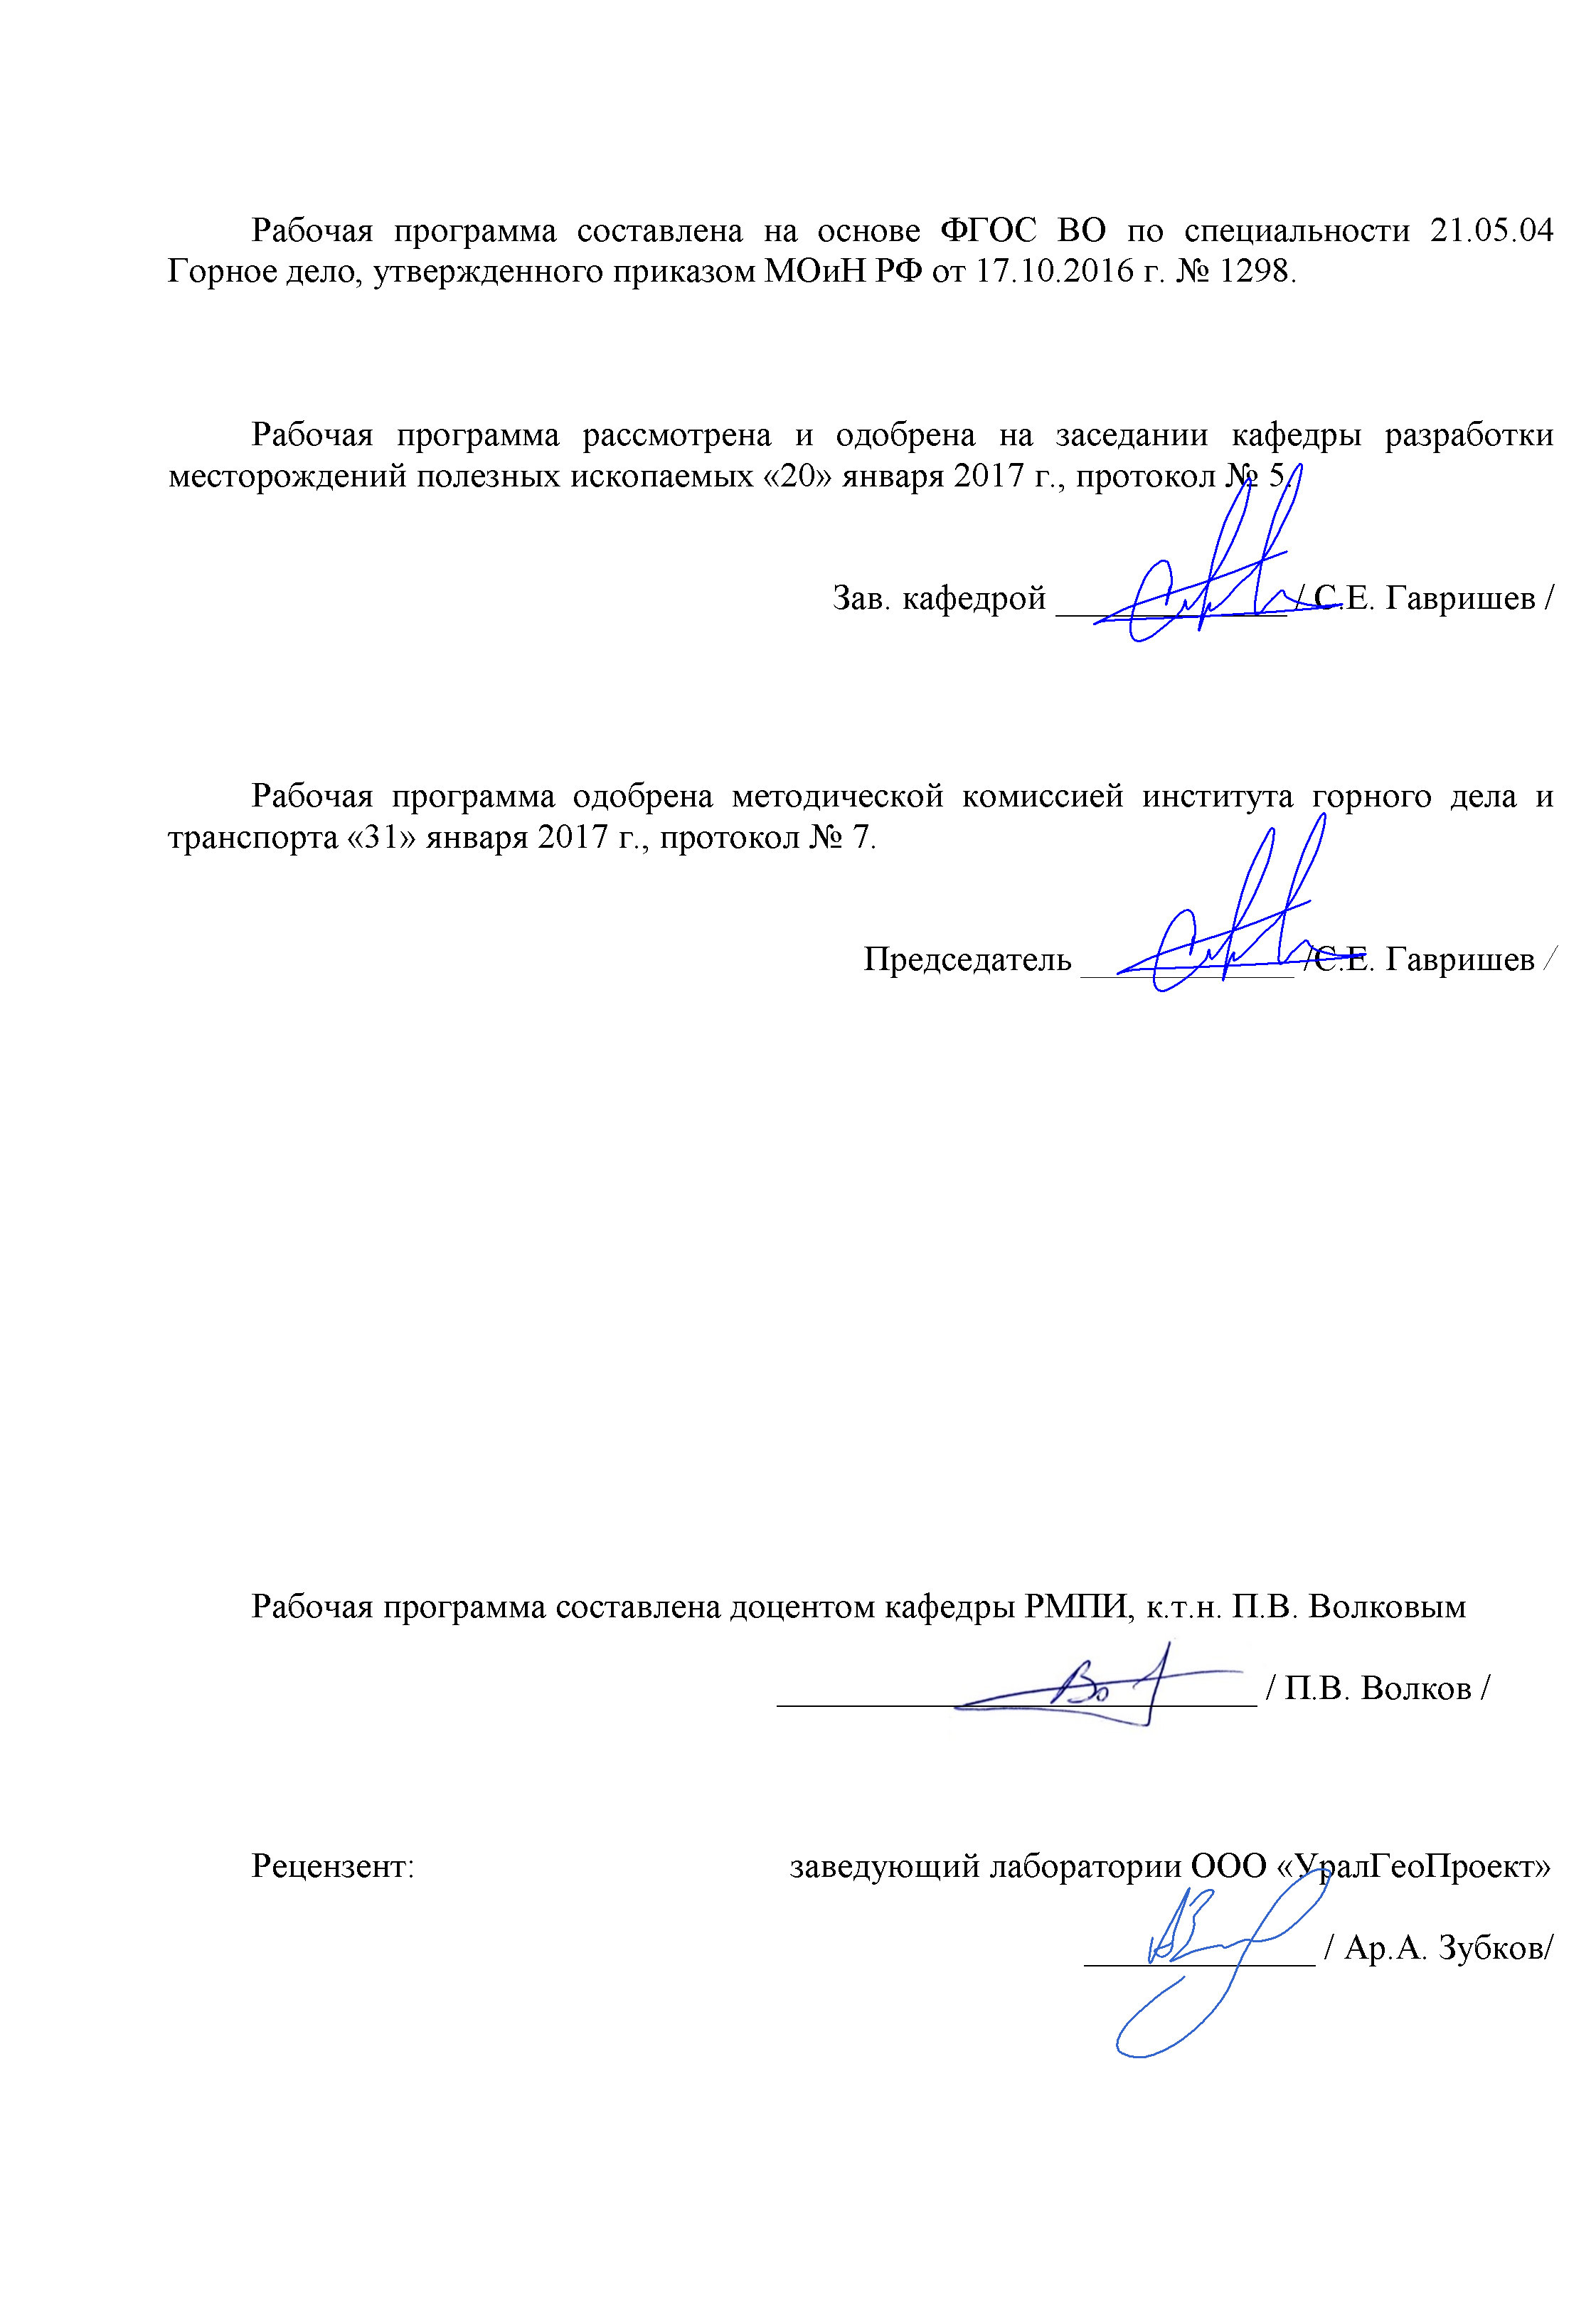 Рабочая программа составлена на основе ФГОС ВО по специальности 21.05.04
Горное дело, утвержденного приказом МОиН РФ от 17.10.2016 г. № 1298.
Рабочая программа рассмотрена и одобрена на заседании кафедры разработки
месторождений полезных ископаемых «20» января 2017 г., протокол № 5.
Зав. кафедрой _____________ / С.Е. Гавришев /
Рабочая программа одобрена методической комиссией института горного дела и
транспорта «31» января 2017 г., протокол № 7.
Председатель ____________ /С.Е. Гавришев /
Рабочая программа составлена доцентом кафедры РМПИ, к.т.н. П.В. Волковым
___________________________ / П.В. Волков /
Рецензент: заведующий лаборатории ООО «УралГеоПроект»
_____________ / Ар.А. Зубков/